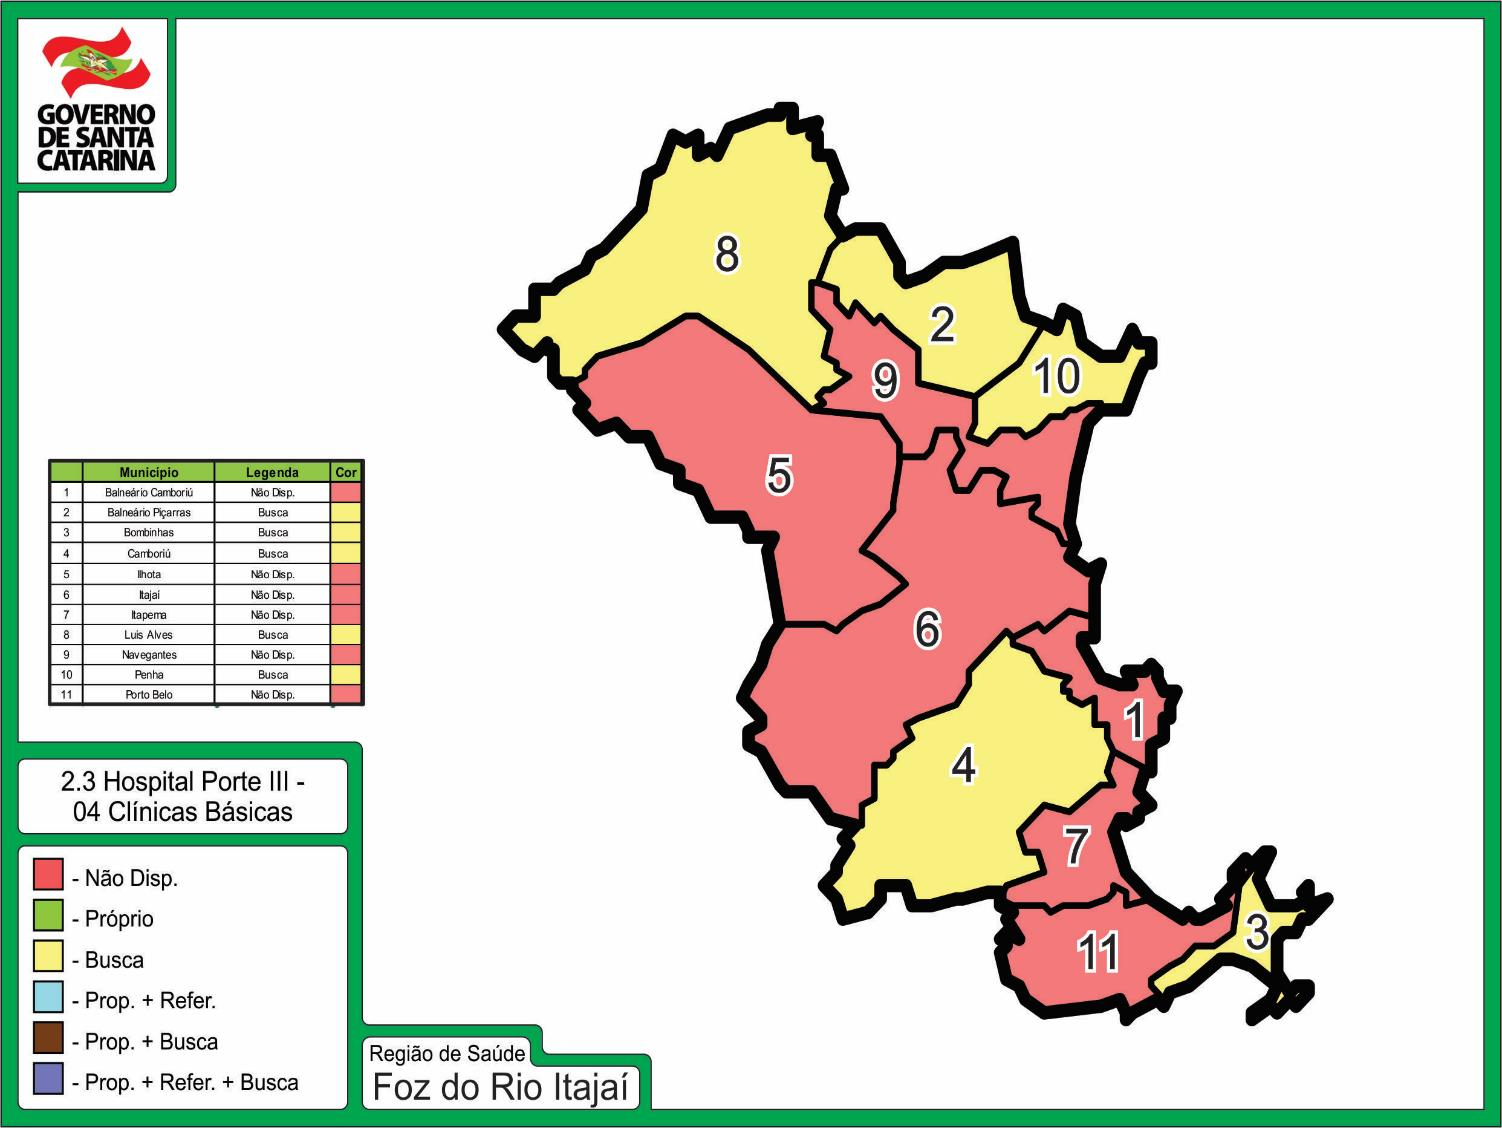 GOVERNO
DE SANTA
CATARINA
8
2
10
9
5
6
1
4
7
3
11
Município Legenda Cor
1 Balneário Camboriú Não Disp.
2 Balneário Piçarras Busca
3 Bombinhas Busca
4 Camboriú Busca
5 Ilhota Não Disp.
6 Itajaí Não Disp.
7 Itapema Não Disp.
8 Luis Alves Busca
9 Navegantes Não Disp.
10 Penha Busca
11 Porto Belo Não Disp.
2.3 Hospital Porte III -
04 Clínicas Básicas
- Não Disp.
- Próprio
- Busca
- Prop. + Refer.
- Prop. + Busca
- Prop. + Refer. + Busca
Região de Saúde
Foz do Rio Itajaí